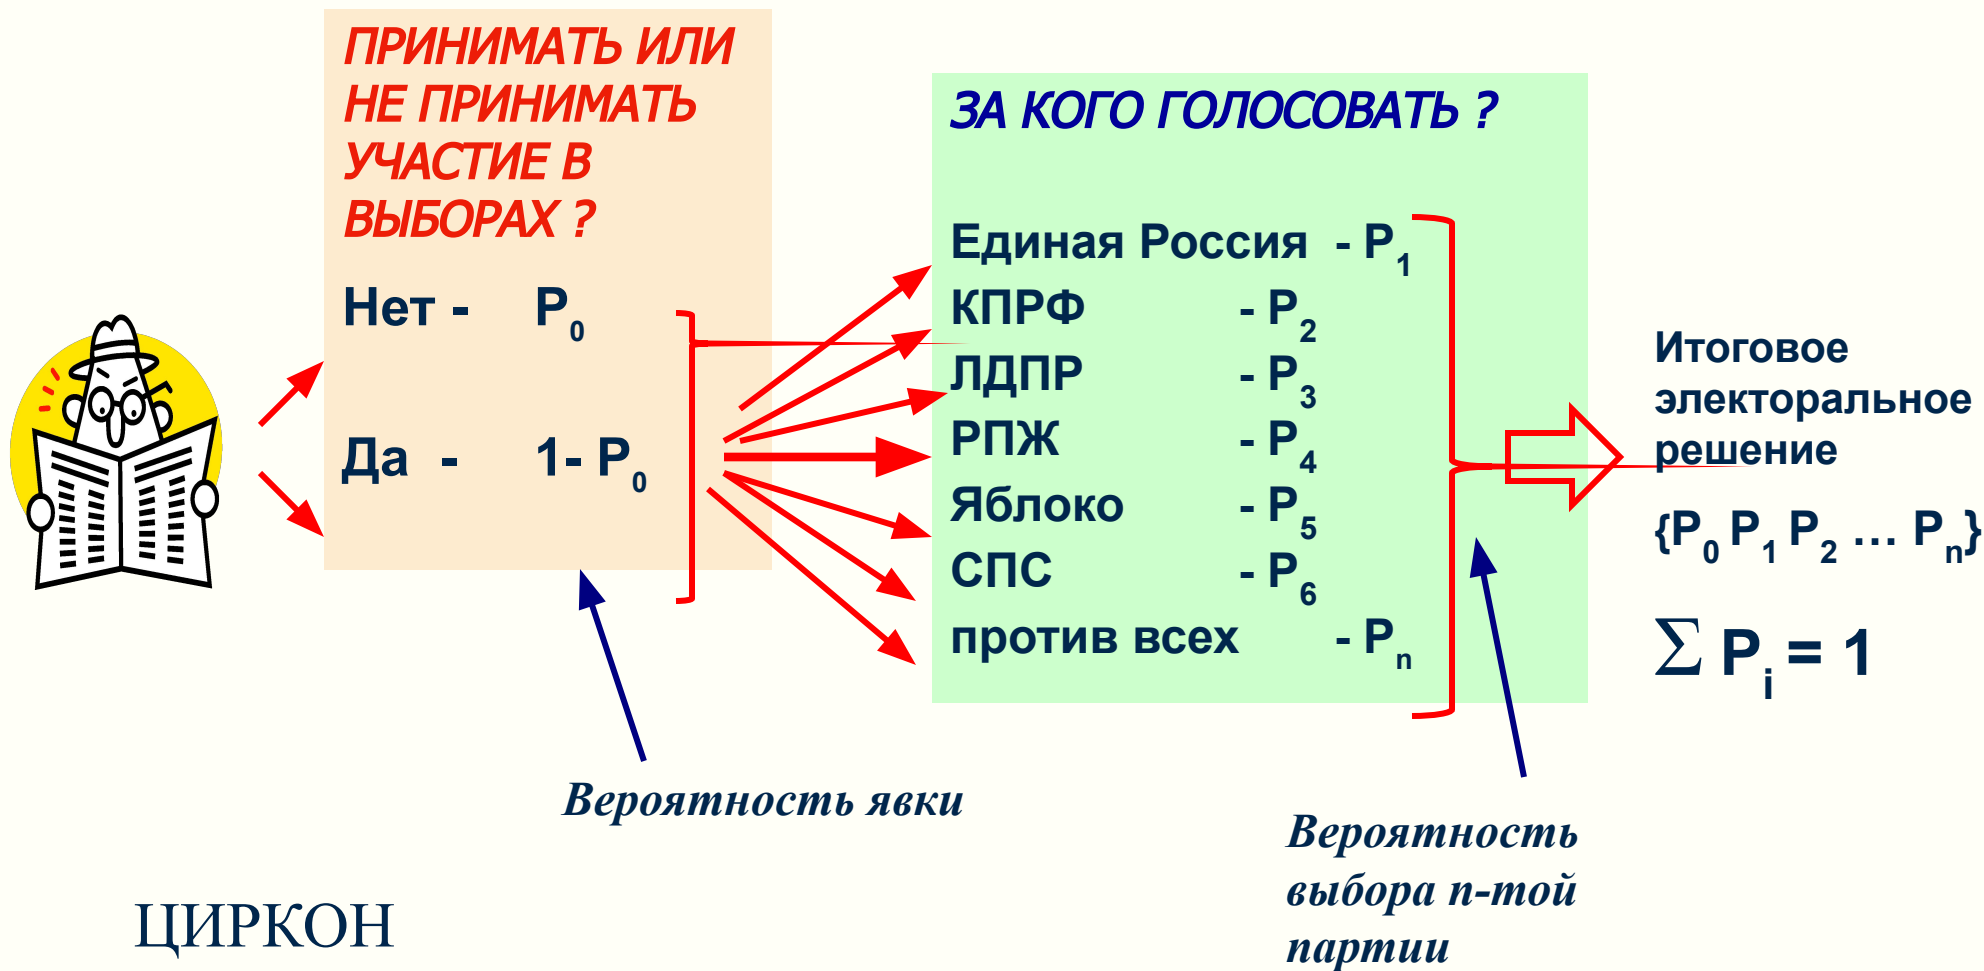 ПРИНИМАТЬ ИЛИ
НЕ ПРИНИМАТЬ
УЧАСТИЕ В
ВЫБОРАХ ?
Нет - P0
Да - 1- P0
ЗА КОГО ГОЛОСОВАТЬ ?
Единая Россия - P1
КПРФ - P2
ЛДПР - P3
РПЖ - P4
Яблоко - P5
СПС - P6
против всех - Pn
Итоговое
электоральное
решение
{P0 P1 P2 ... Pn}
Σ Pi = 1
Вероятность явки
Вероятность
выбора n-той
партии
ЦИРКОН